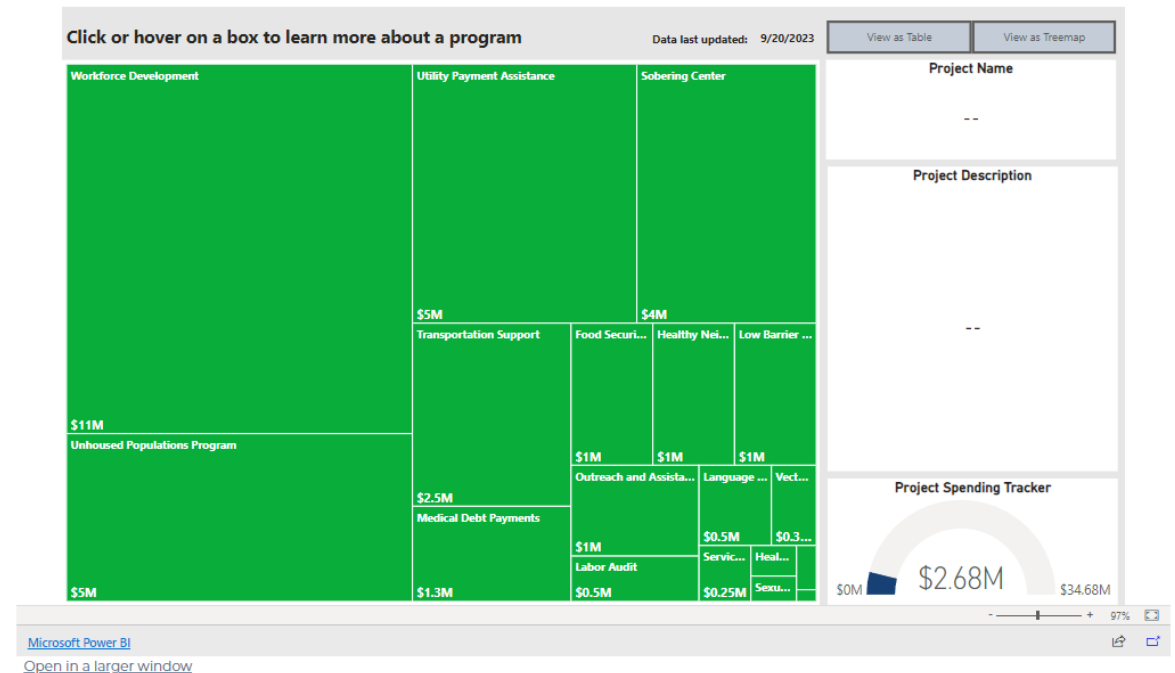 Click or hover on a box to learn more about a program
Data last updated: 9/20/2023
View as Table
View as Treemap
Workforce Development
$11M
Unhoused Populations Program
$5M
Utility Payment Assistance
$5M
Sobering Center
$4M
Transportation Support
$2.5M
Medical Debt Payments
$1.3M
Food Securi...
$1M
Healthy Nei...
$1M
Low Barrier ...
$1M
Outreach and Assista...
$1M
Labor Audit
$0.5M
Language ...
$0.5M
Vect...
$0.3...
Servic...
$0.25M
Heal...
Sexu...
Project Name
--
Project Description
--
Project Spending Tracker
$0M
$2.68M
$34.68M
- + 97%
Microsoft Power BI
Open in a larger window